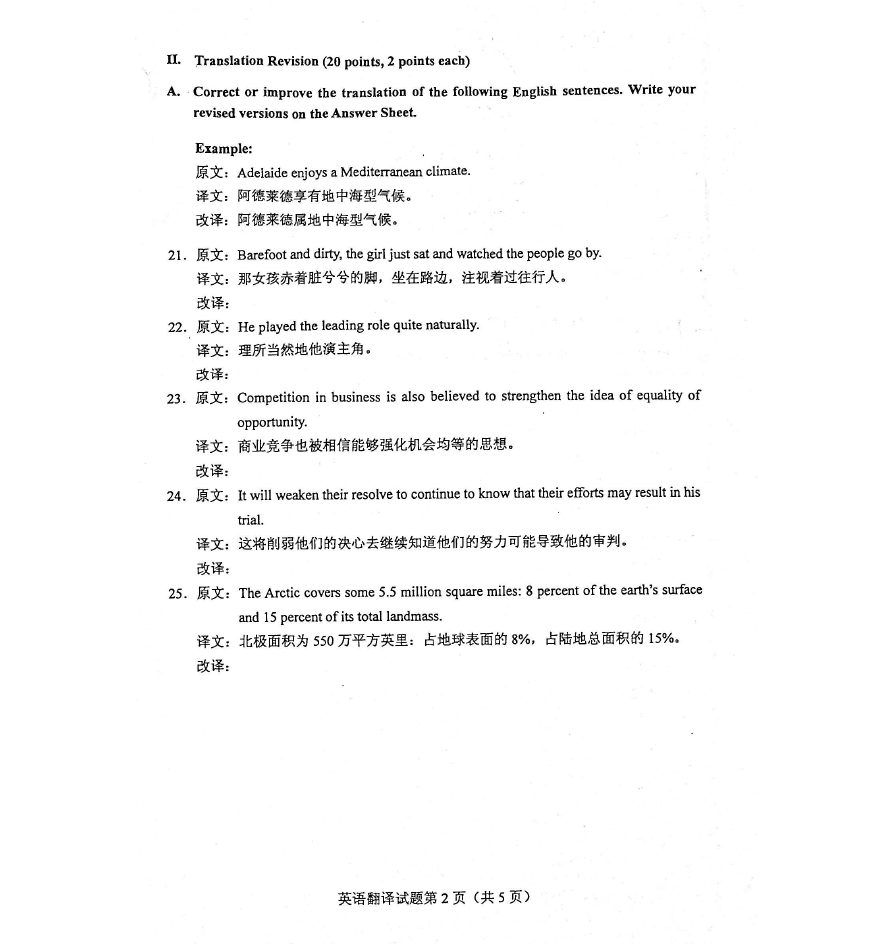 II. Translation Revision (20 points, 2 points each)
A. Correct or improve the translation of the following English sentences. Write your
revised versions on the Answer Sheet.
Example:
原文：Adelaide enjoys a Mediterranean climate.
译文：阿德莱德享有地中海型气候。
改译：阿德莱德属地中海型气候。
21. 原文：Barefoot and dirty, the girl just sat and watched the people go by.
译文：那女孩赤着脏兮兮的脚，坐在路边，注视着过往行人。
改译：
22. 原文：He played the leading role quite naturally.
译文：理所当然地他演主角。
改译：
23. 原文：Competition in business is also believed to strengthen the idea of equality of
opportunity.
译文：商业竞争也被相信能够强化机会均等的思想。
改译：
24. 原文：It will weaken their resolve to continue to know that their efforts may result in his
trial.
译文：这将削弱他们的决心去继续知道他们的努力可能导致他的审判。
改译：
25. 原文：The Arctic covers some 5.5 million square miles: 8 percent of the earth's surface
and 15 percent of its total landmass.
译文：北极面积为 550 万平方英里：占地球表面的 8%，占陆地总面积的 15%。
改译：
英语翻译试题第 2 页（共 5 页）